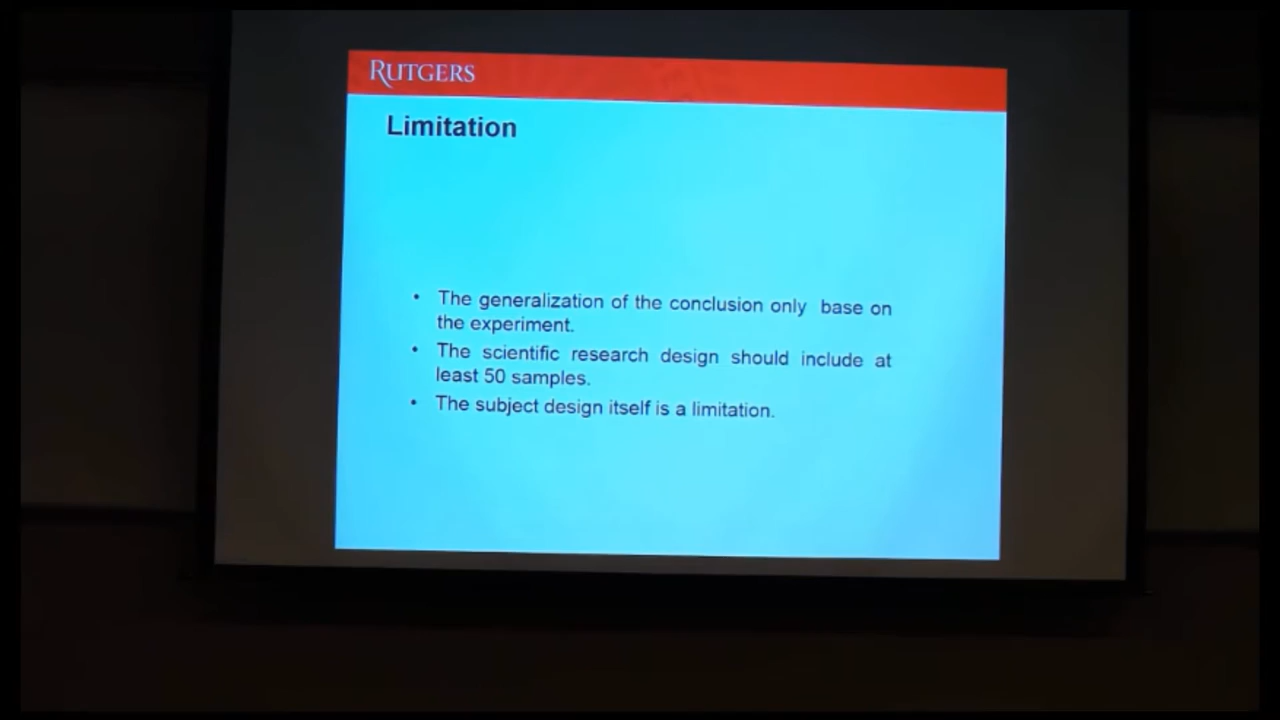 RUTGERS
Limitation
• The generalization of the conclusion only base on
the experiment.
• The scientific research design should include at
least 50 samples.
• The subject design itself is a limitation.